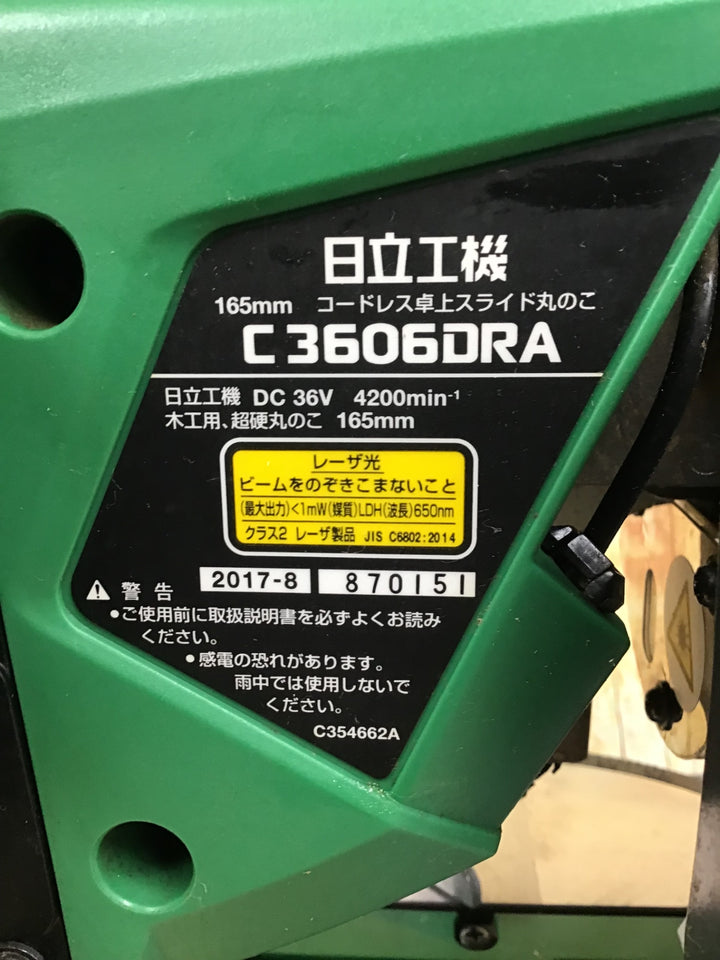 日立工機
165mm コードレス卓上スライド丸のこ
C3606DRA
日立工機 DC 36V 4200min⁻¹
木工用、超硬丸のこ 165mm
レーザ光
ビームをのぞきこまないこと
(最大出力)<1mW(媒質)LDH(波長)650nm
クラス2 レーザ製品 JIS C6802:2014
警告 2017-8 870151
•ご使用前に取扱説明書を必ずよくお読み
ください。
•感電の恐れがあります。
雨中では使用しないで
ください。
C354662A